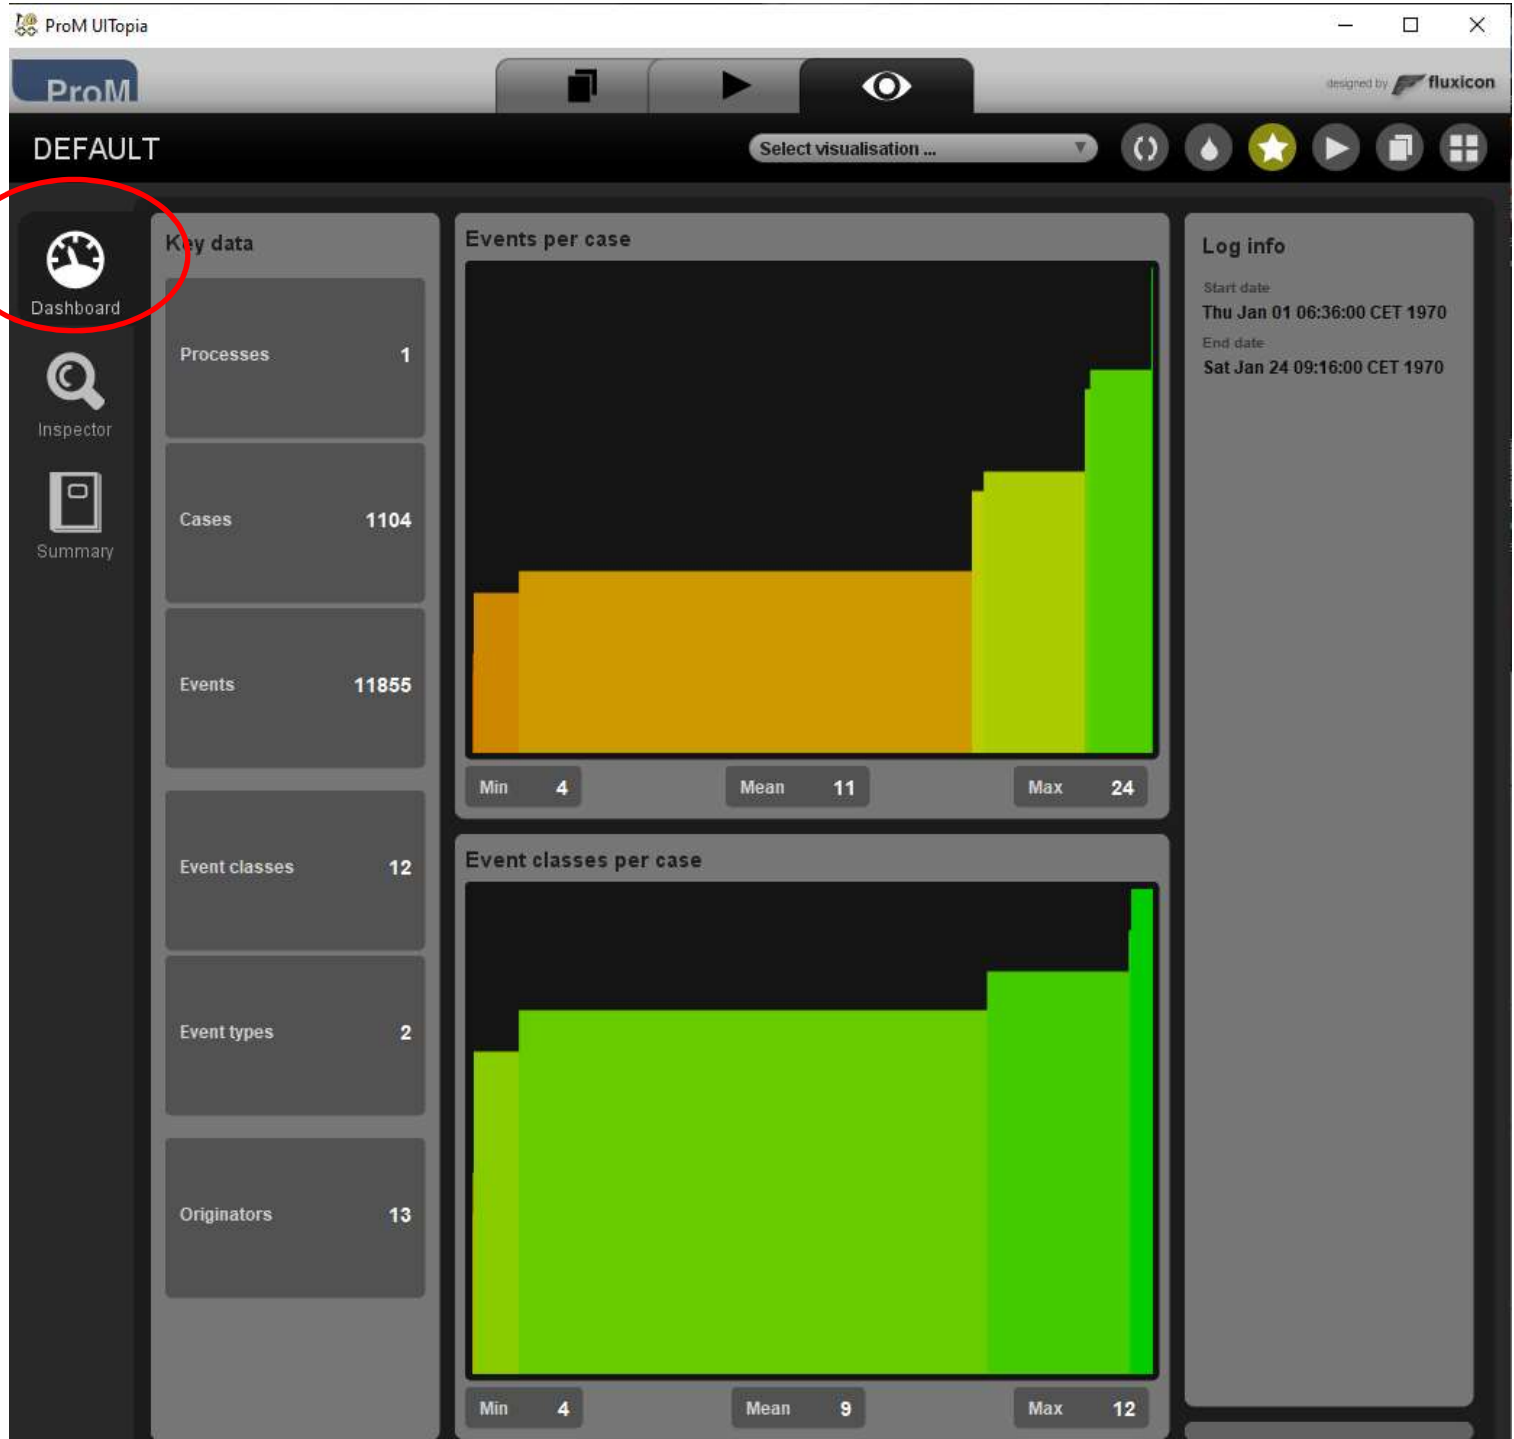 ProM UITopia
ProM
designed by fluxicon
DEFAULT
Select visualisation ...
Dashboard
Inspector
Summary
Key data
Processes 1
Cases 1104
Events 11855
Event classes 12
Event types 2
Originators 13
Events per case
Min 4 Mean 11 Max 24
Event classes per case
Min 4 Mean 9 Max 12
Log info
Start date
Thu Jan 01 06:36:00 CET 1970
End date
Sat Jan 24 09:16:00 CET 1970